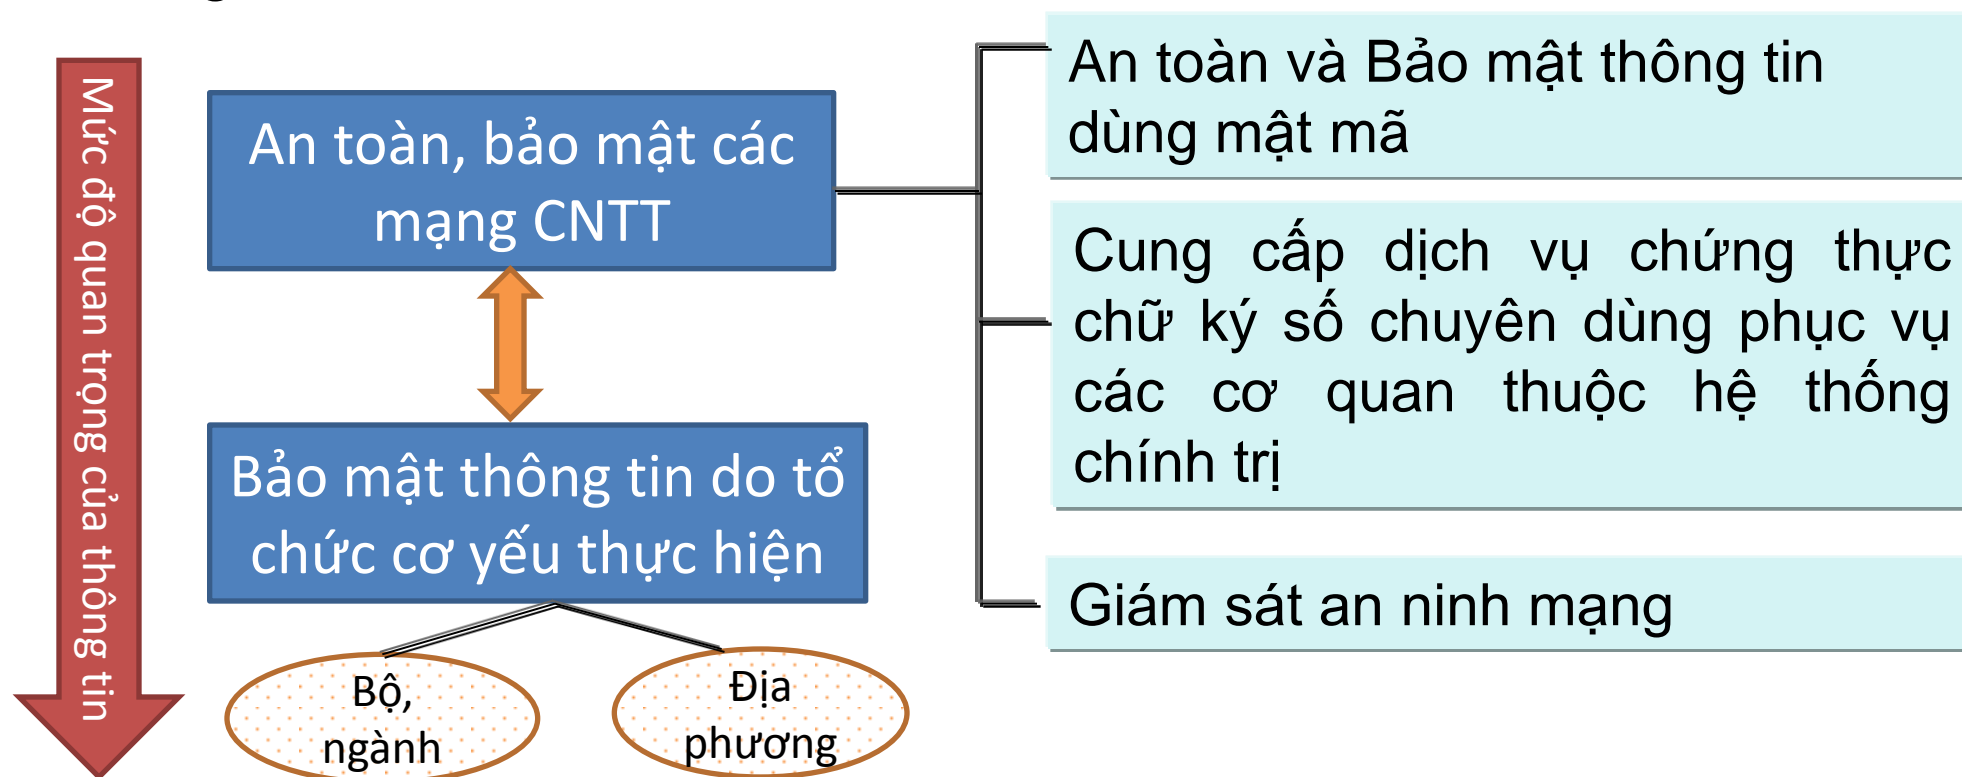 Mức độ quan trọng của thông tin
An toàn, bảo mật các
mạng CNTT
Bảo mật thông tin do tổ
chức cơ yếu thực hiện
Bộ,
ngành
Địa
phương
An toàn và Bảo mật thông tin
dùng mật mã
Cung cấp dịch vụ chứng thực
chữ ký số chuyên dùng phục vụ
các cơ quan thuộc hệ thống
chính trị
Giám sát an ninh mạng